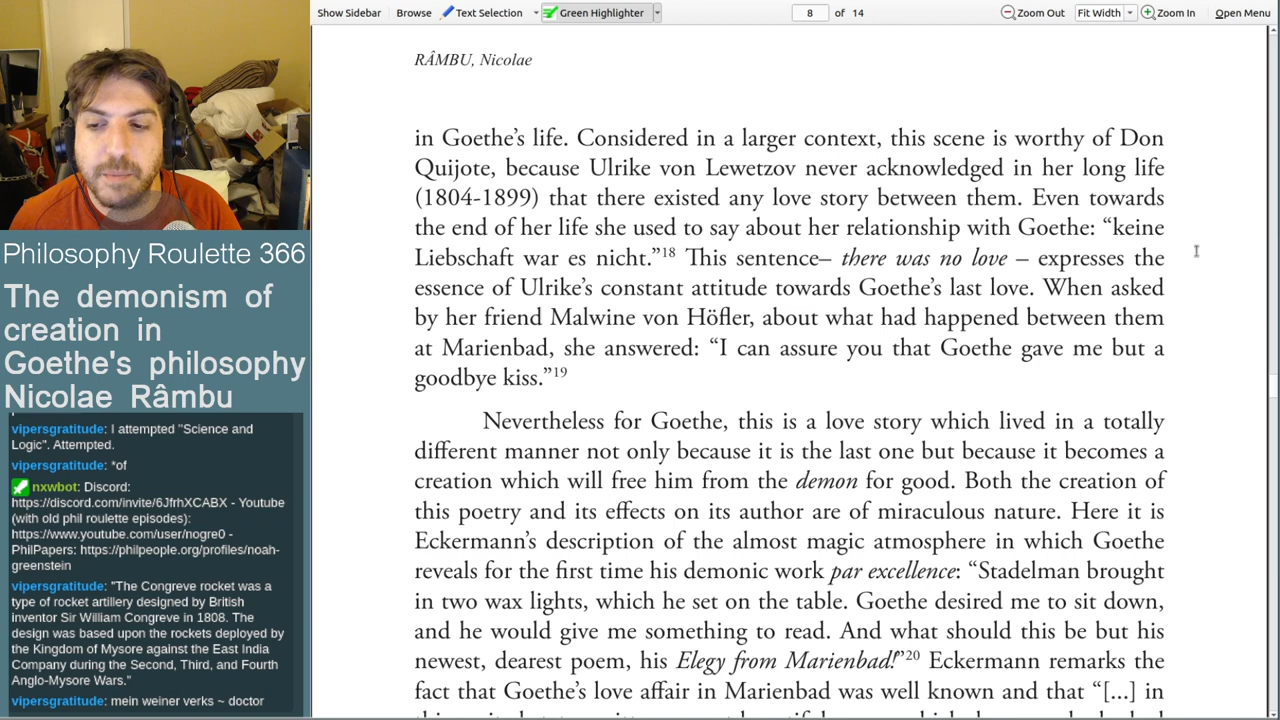 Show Sidebar Browse Text Selection Green Highlighter 8 of 14 Zoom Out Fit Width Zoom In Open Menu
RÂMBU, Nicolae
in Goethe's life. Considered in a larger context, this scene is worthy of Don
Quijote, because Ulrike von Lewetzov never acknowledged in her long life
(1804-1899) that there existed any love story between them. Even towards
the end of her life she used to say about her relationship with Goethe: “keine
Liebschaft war es nicht.”18 This sentence– there was no love – expresses the
essence of Ulrike's constant attitude towards Goethe's last love. When asked
by her friend Malwine von Höfler, about what had happened between them
at Marienbad, she answered: “I can assure you that Goethe gave me but a
goodbye kiss.”19
Nevertheless for Goethe, this is a love story which lived in a totally
different manner not only because it is the last one but because it becomes a
creation which will free him from the demon for good. Both the creation of
this poetry and its effects on its author are of miraculous nature. Here it is
Eckermann's description of the almost magic atmosphere in which Goethe
reveals for the first time his demonic work par excellence: “Stadelman brought
in two wax lights, which he set on the table. Goethe desired me to sit down,
and he would give me something to read. And what should this be but his
newest, dearest poem, his Elegy from Marienbad!”20 Eckermann remarks the
fact that Goethe's love affair in Marienbad was well known and that “[...] in
Philosophy Roulette 366
The demonism of
creation in
Goethe's philosophy
Nicolae Râmbu
vipersgratitude: I attempted "Science and
Logic". Attempted.
vipersgratitude: *of
nxwbot: Discord:
https://discord.com/invite/6JfrhXCABX - Youtube
(with old phil roulette episodes):
https://www.youtube.com/user/nogre0 -
PhilPapers: https://philpeople.org/profiles/noah-
greenstein
vipersgratitude: "The Congreve rocket was a
type of rocket artillery designed by British
inventor Sir William Congreve in 1808. The
design was based upon the rockets deployed by
the Kingdom of Mysore against the East India
Company during the Second, Third, and Fourth
Anglo-Mysore Wars."
vipersgratitude: mein weiner verks ~ doctor